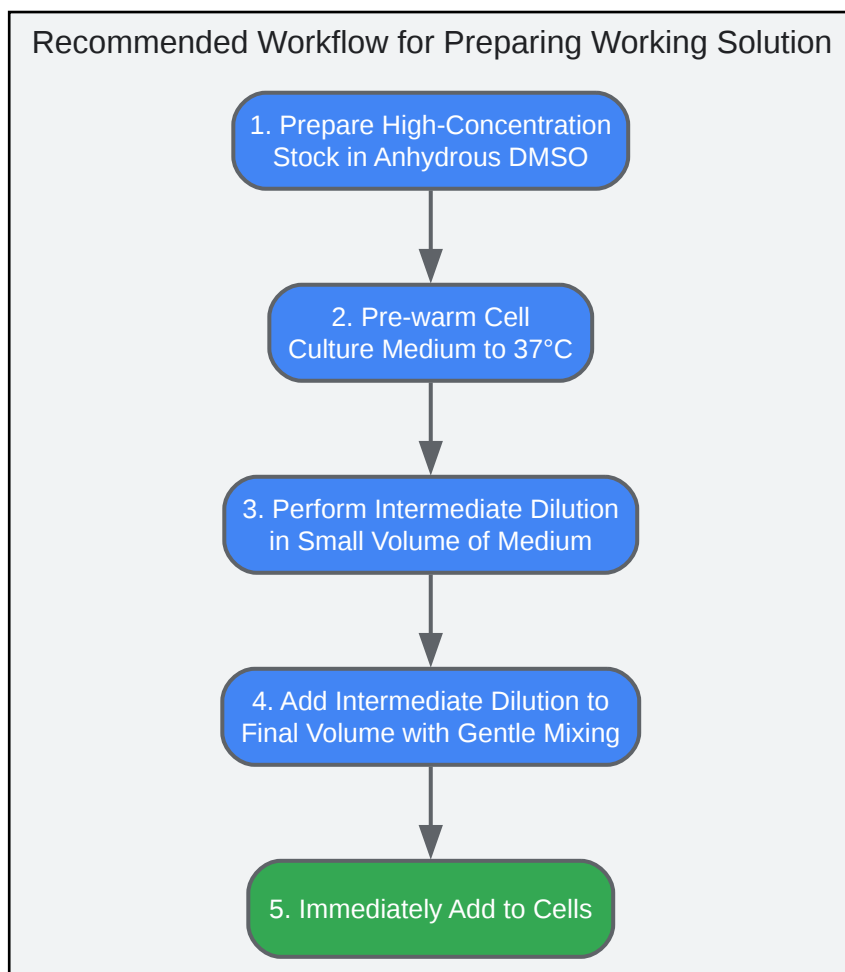 Recommended Workflow for Preparing Working Solution
1. Prepare High-Concentration
Stock in Anhydrous DMSO
2. Pre-warm Cell
Culture Medium to 37°C
3. Perform Intermediate Dilution
in Small Volume of Medium
4. Add Intermediate Dilution to
Final Volume with Gentle Mixing
5. Immediately Add to Cells